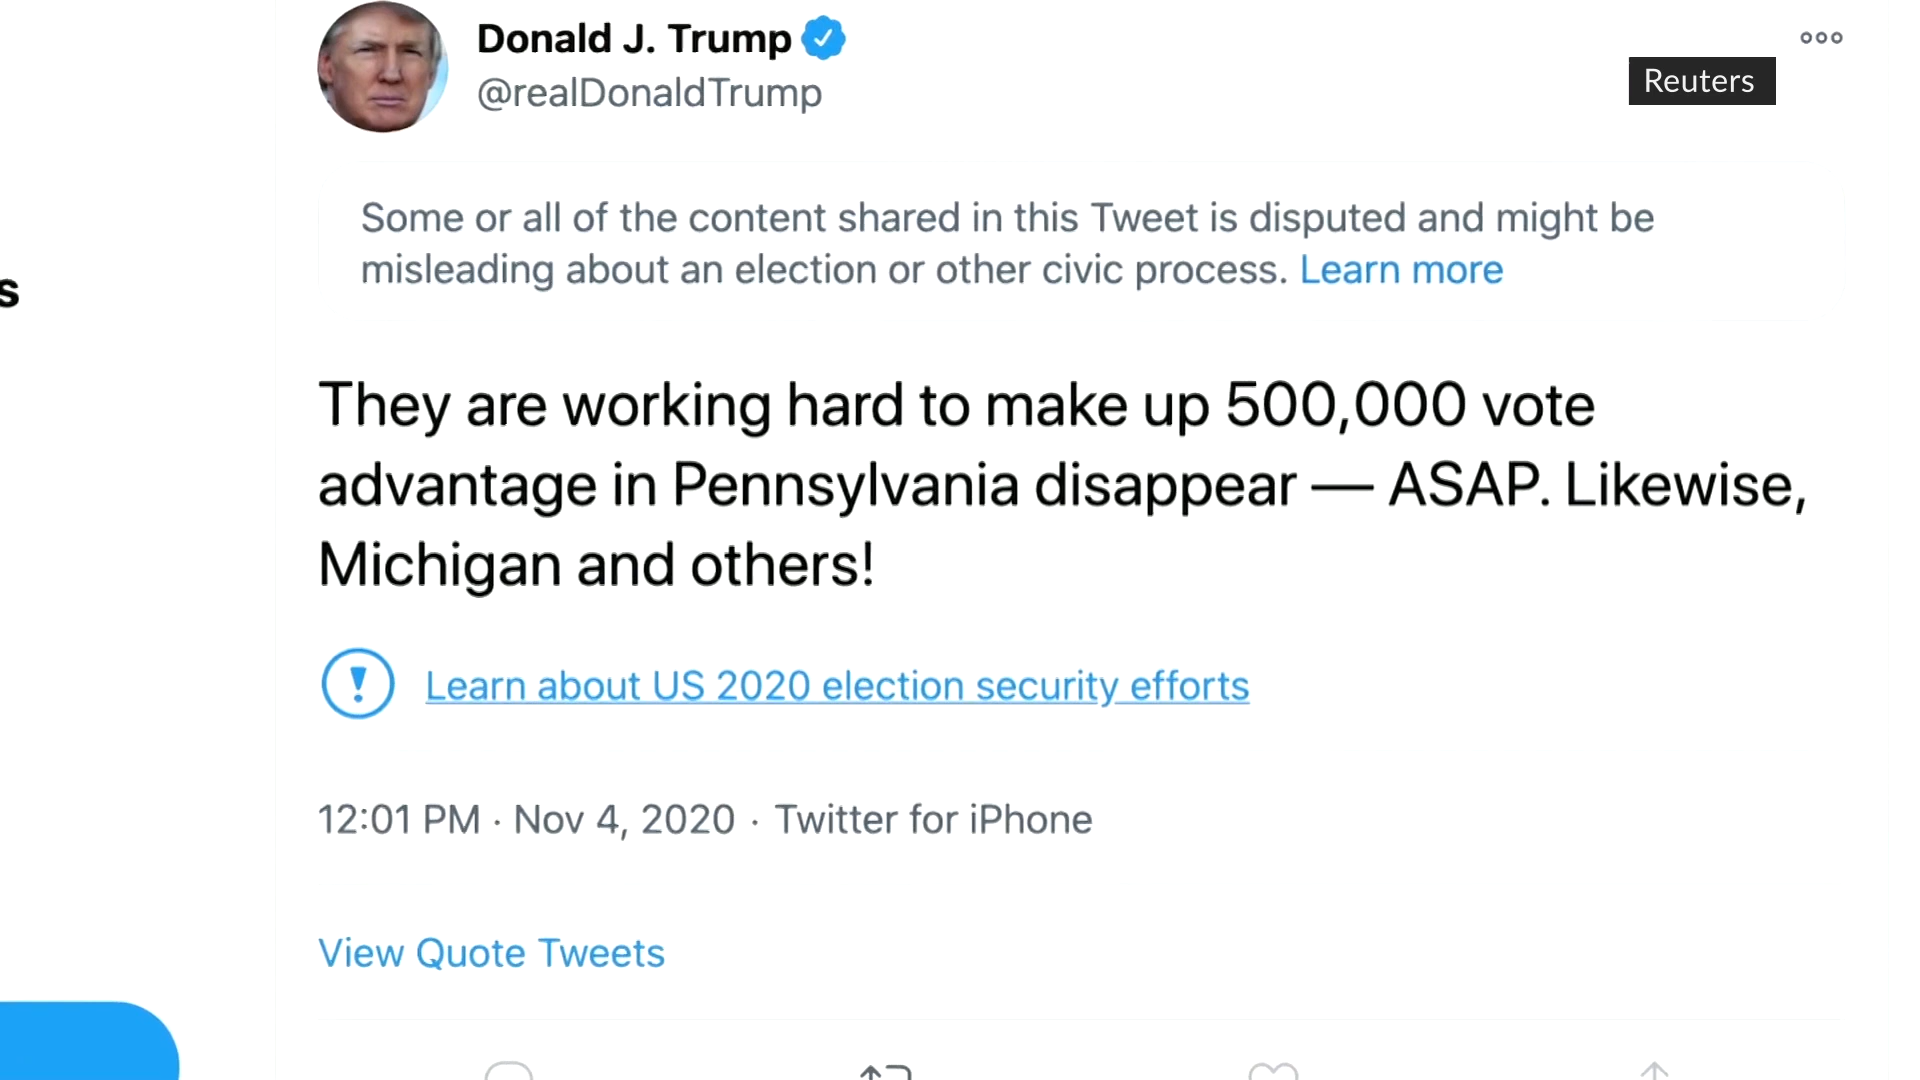 Donald J. Trump
@realDonaldTrump
Reuters
Some or all of the content shared in this Tweet is disputed and might be
misleading about an election or other civic process. Learn more
s
They are working hard to make up 500,000 vote
advantage in Pennsylvania disappear — ASAP. Likewise,
Michigan and others!
Learn about US 2020 election security efforts
12:01 PM · Nov 4, 2020 · Twitter for iPhone
View Quote Tweets